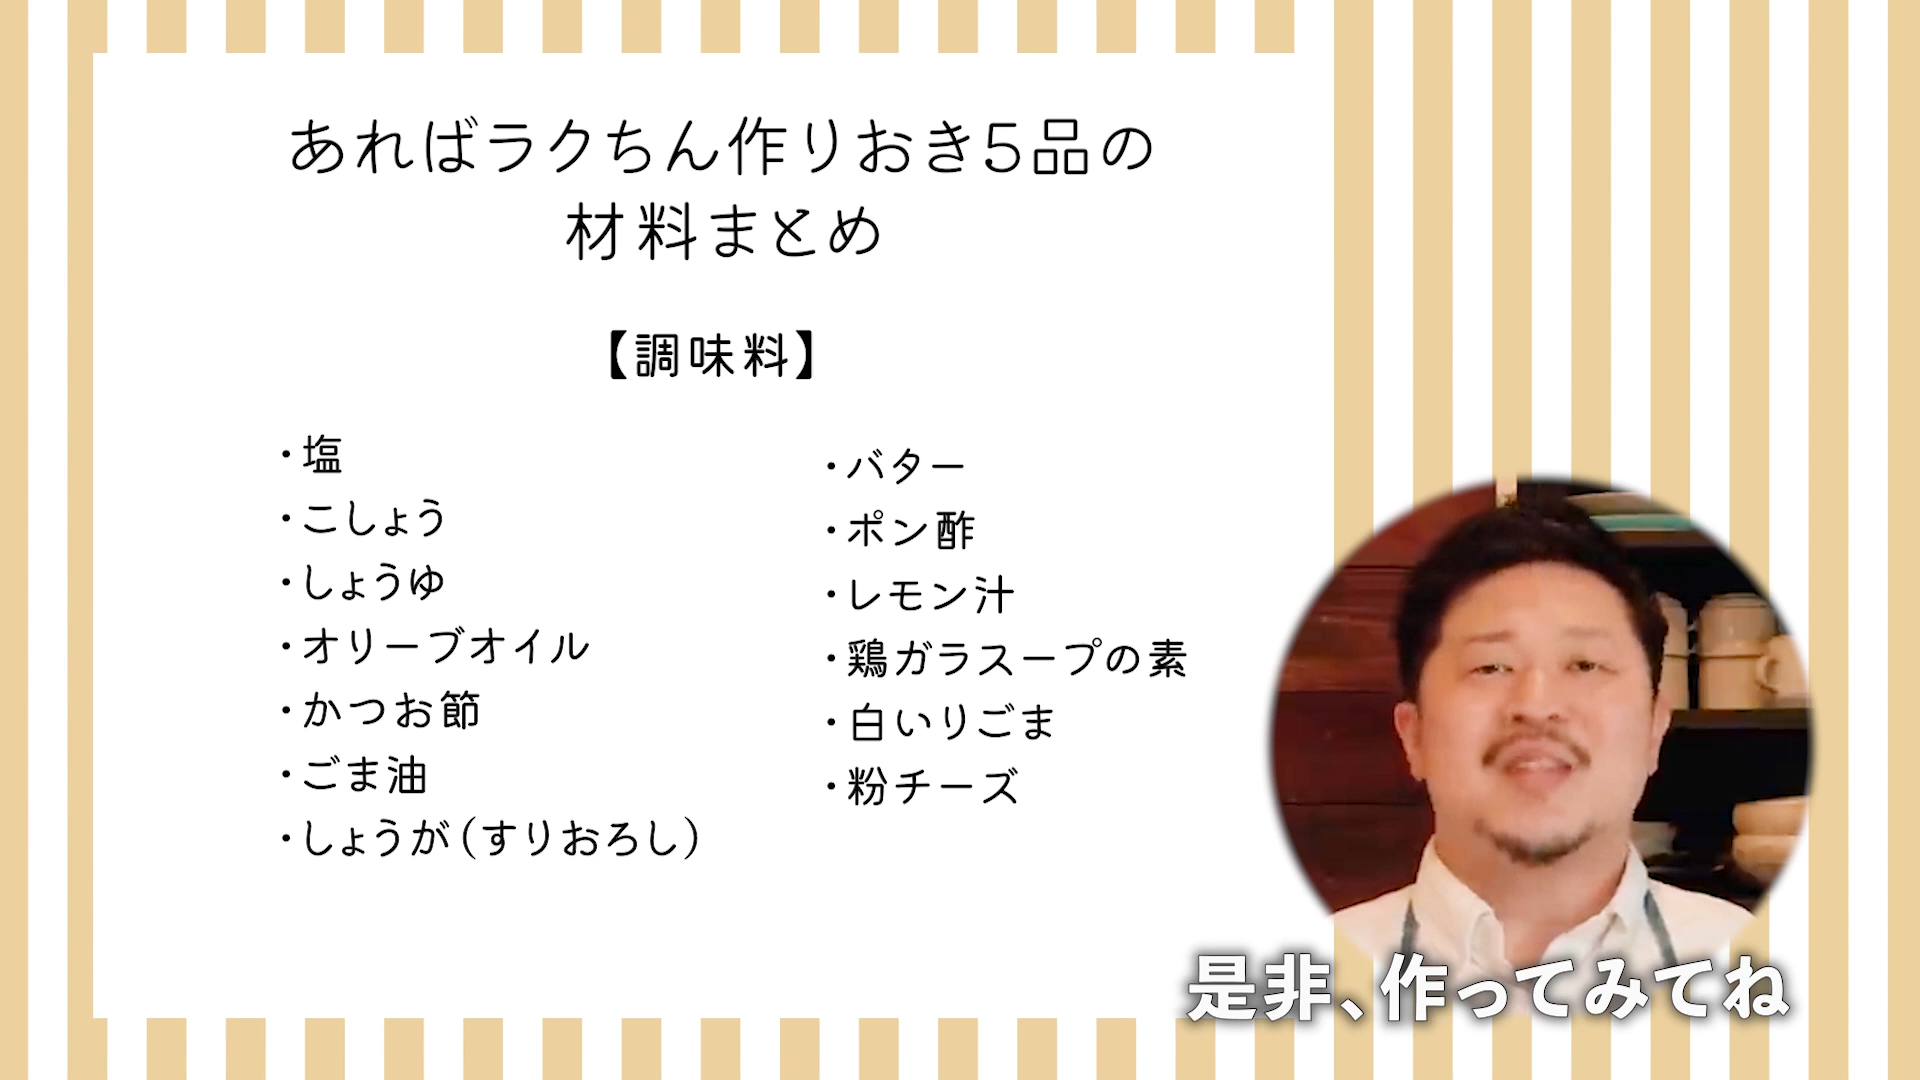 あればラクちん作りおき5品の
材料まとめ
【調味料】
・塩
・こしょう
・しょうゆ
・オリーブオイル
・かつお節
・ごま油
・しょうが(すりおろし)
・バター
・ポン酢
・レモン汁
・鶏ガラスープの素
・白いりごま
・粉チーズ
是非、作ってみてね